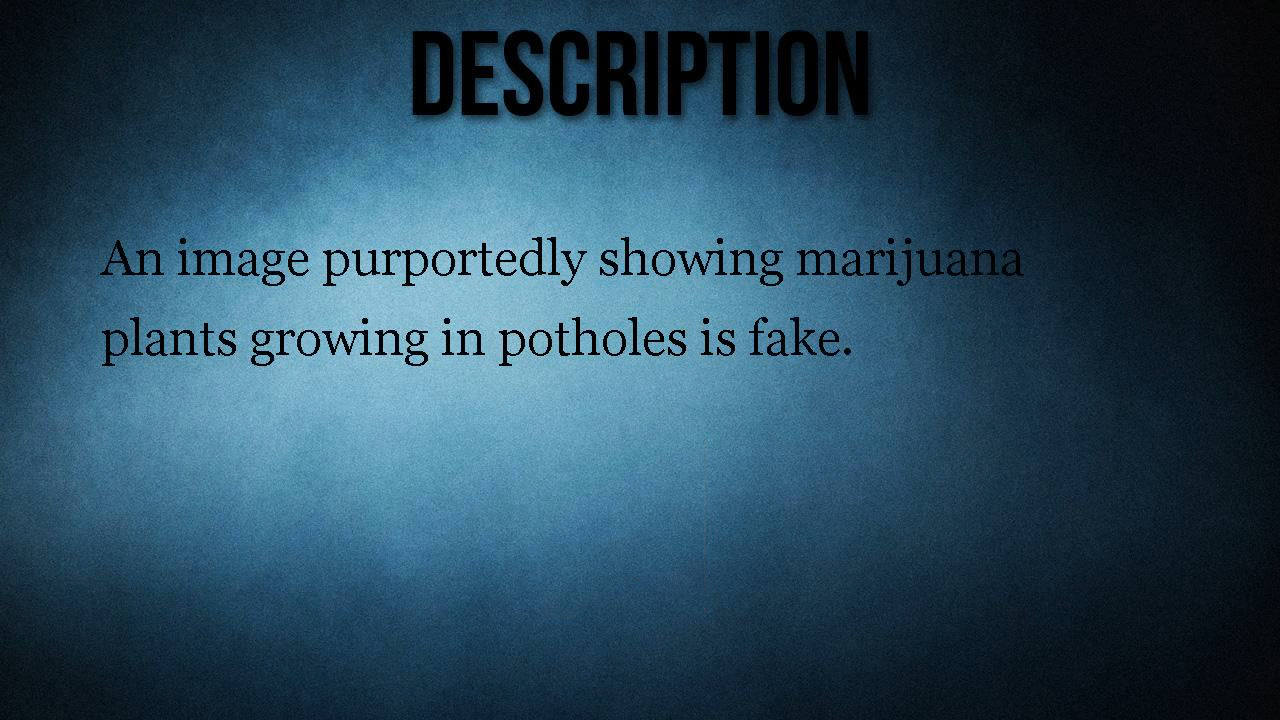 DESCRIPTION
An image purportedly showing marijuana
plants growing in potholes is fake.